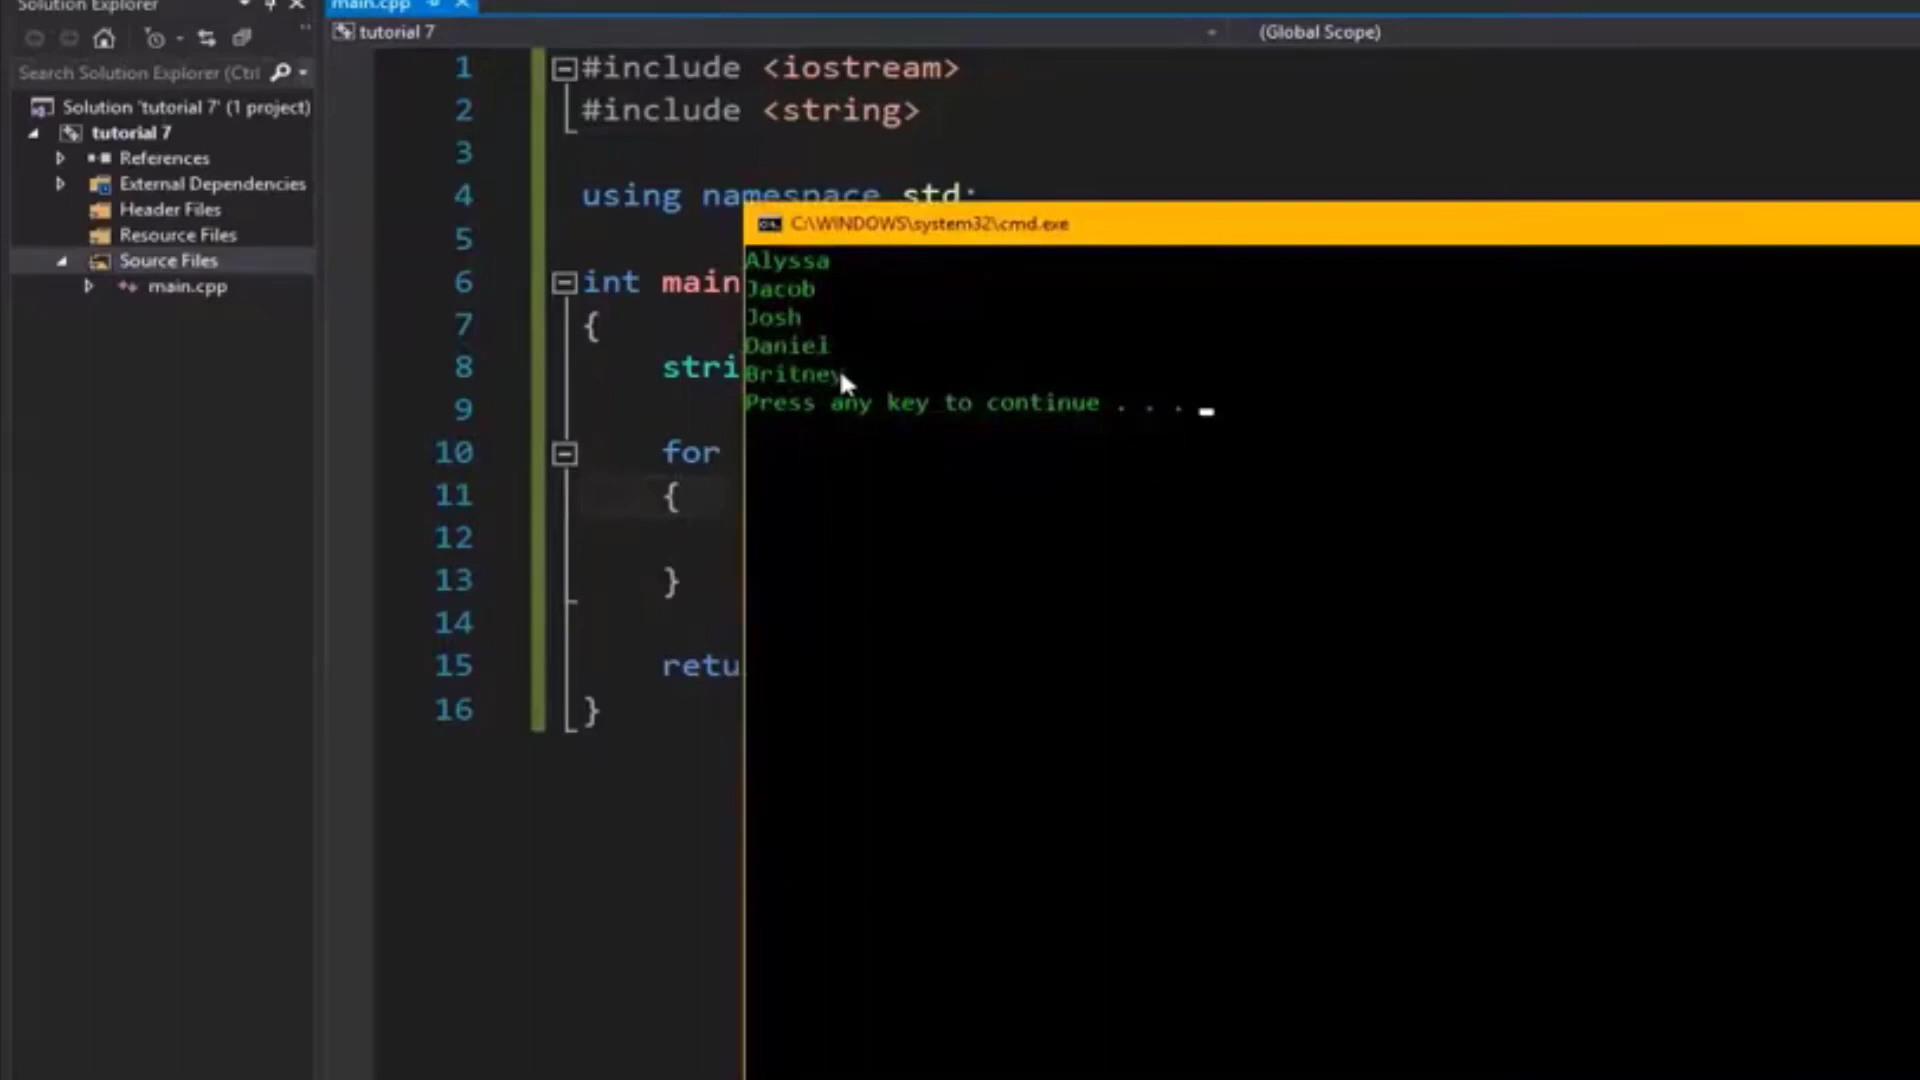 Solution Explorer
Search Solution Explorer (Ctrl
Solution 'tutorial 7' (1 project)
tutorial 7
References
External Dependencies
Header Files
Resource Files
Source Files
main.cpp
main.cpp
tutorial 7
(Global Scope)
1 #include <iostream>
2 #include <string>
3
4 using namespace std;
5
6 int main
7 {
8 stri
9
10 for
11 {
12
13 }
14
15 retu
16 }
C:\WINDOWS\system32\cmd.exe
Alyssa
Jacob
Josh
Daniel
Britney
Press any key to continue . . .